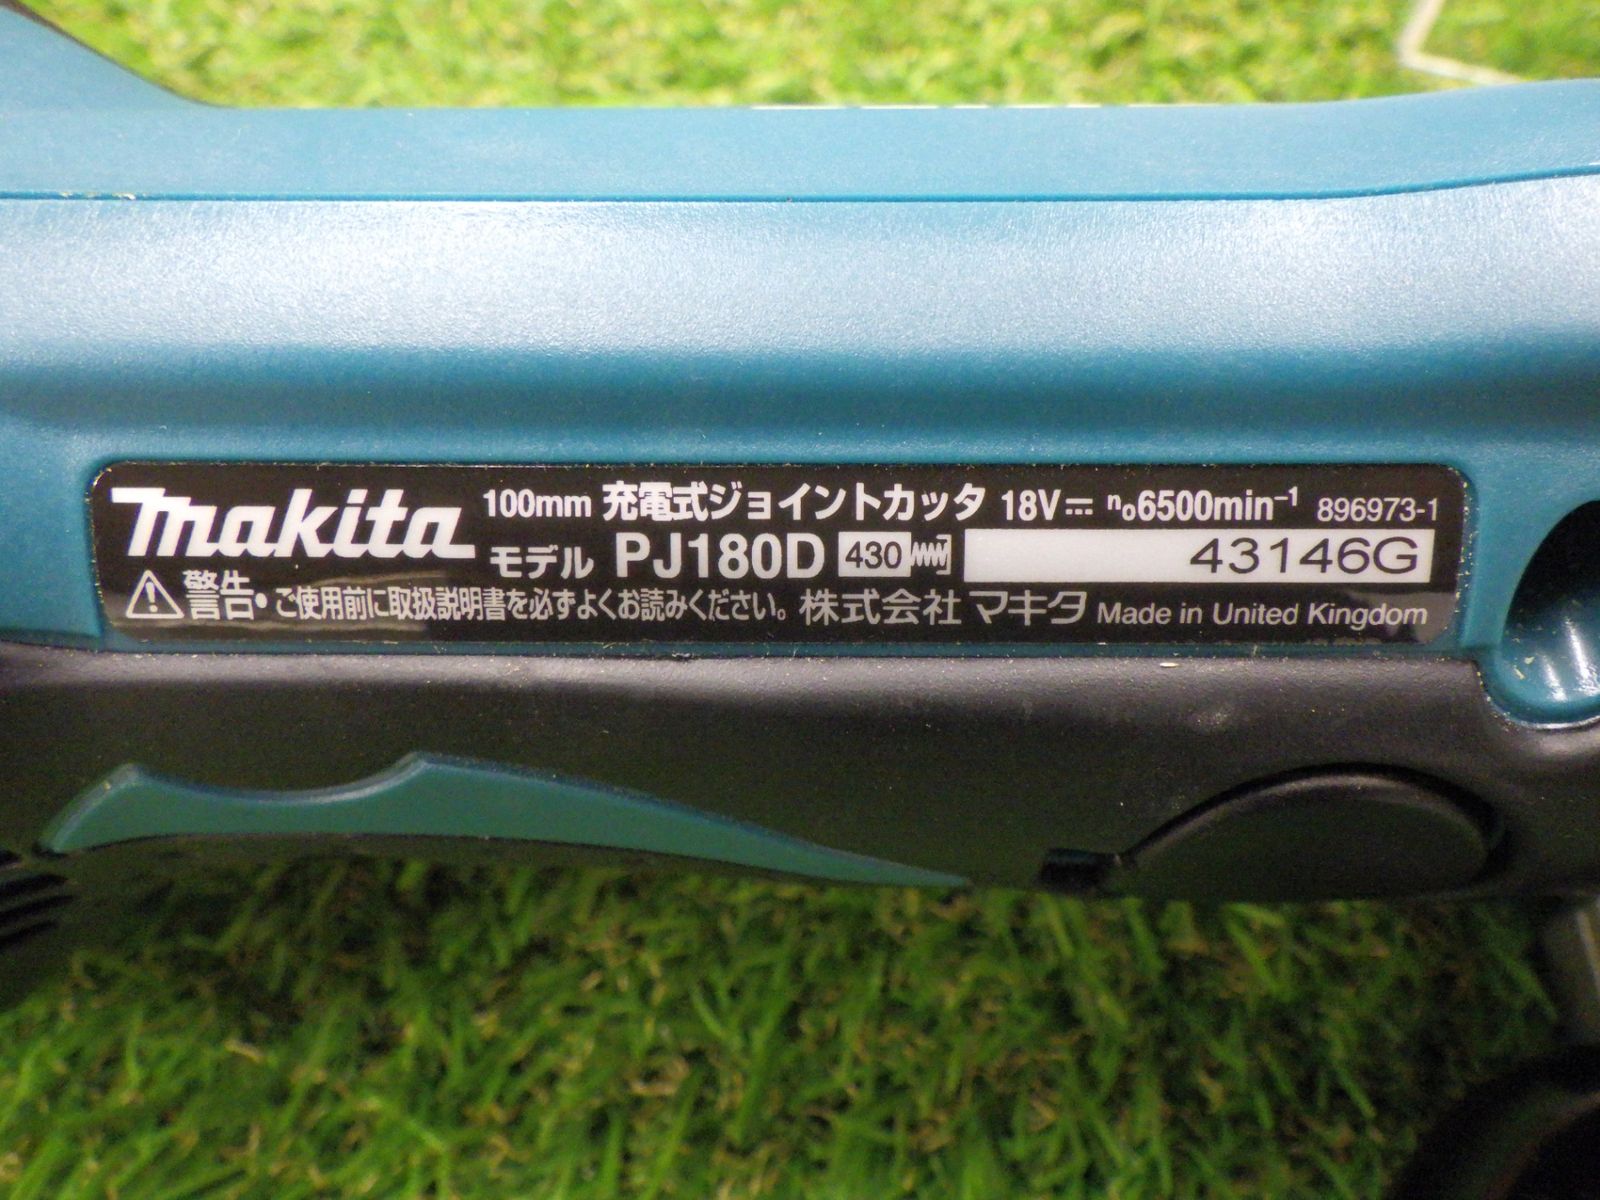 makita 100mm 充電式ジョイントカッタ 18V⎓ n₀6500min⁻¹ 896973-1
モデル PJ180D 430 43146G
⚠警告・ご使用前に取扱説明書を必ずよくお読みください。 株式会社マキタ Made in United Kingdom